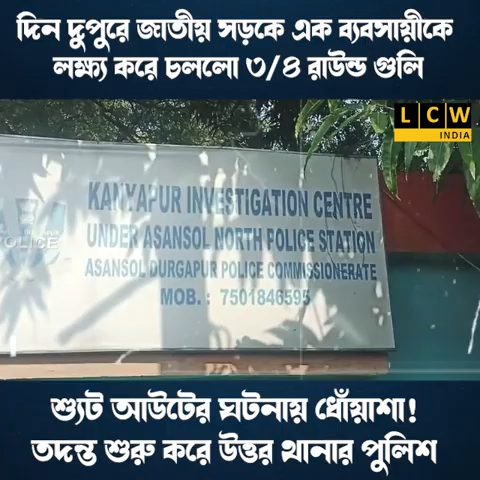 দিন দুপুরে জাতীয় সড়কে এক ব্যবসায়ীকে
লক্ষ্য করে চললো ৩/৪ রাউন্ড গুলি
LCW
INDIA
KANYAPUR INVESTIGATION CENTRE
UNDER ASANSOL NORTH POLICE STATION
ASANSOL DURGAPUR POLICE COMMISSIONERATE
MOB. : 7501846595
POLICE
শ্যুট আউটের ঘটনায় ধোঁয়াশা!
তদন্ত শুরু করে উত্তর থানার পুলিশ